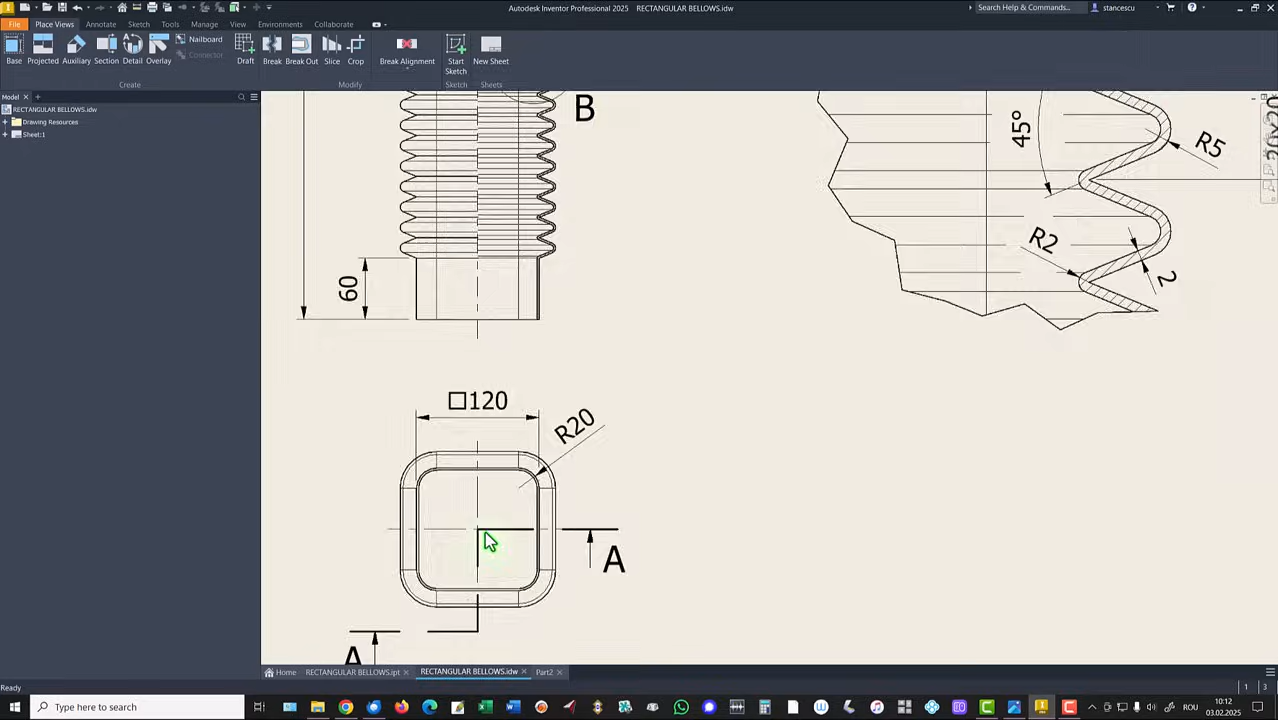 Autodesk Inventor Professional 2025 RECTANGULAR BELLOWS.idw
Search Help & Commands...
stancescu
File Place Views Annotate Sketch Tools Manage View Environments Collaborate
Base Projected Auxiliary Section Detail Overlay
Nailboard
Connector
Draft
Break Break Out Slice Crop
Break Alignment
Start Sketch
New Sheet
Create Modify Sketch Sheets
Model
RECTANGULAR BELLOWS.idw
Drawing Resources
Sheet:1
B
45°
R5
R2
2
60
□120
R20
A
A
Home RECTANGULAR BELLOWS.ipt RECTANGULAR BELLOWS.idw Part2
Ready
1 3
Type here to search
ROU
10:12
03.02.2025